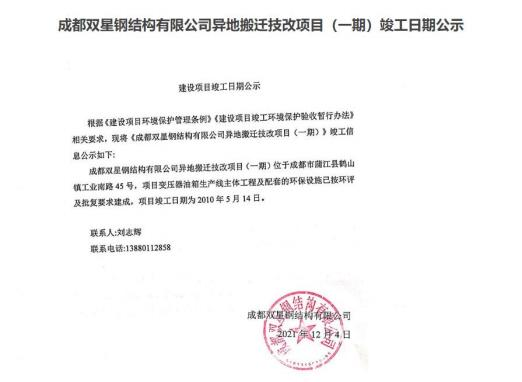 成都双星钢结构有限公司异地搬迁技改项目（一期）竣工日期公示
建设项目竣工日期公示
根据《建设项目环境保护管理条例》《建设项目竣工环境保护验收暂行办法》
相关要求，现将《成都双星钢结构有限公司异地搬迁技改项目（一期）》竣工信
息公示如下：
成都双星钢结构有限公司异地搬迁技改项目（一期）位于成都市蒲江县鹤山
镇工业南路 45 号，项目变压器油箱生产线主体工程及配套的环保设施已按环评
及批复要求建成，项目竣工日期为 2010 年 5 月 14 日。
联系人：刘志辉
联系电话：13880112858
成都双星钢结构有限公司
2021 年 12 月 4 日
成都双星钢结构有限公司